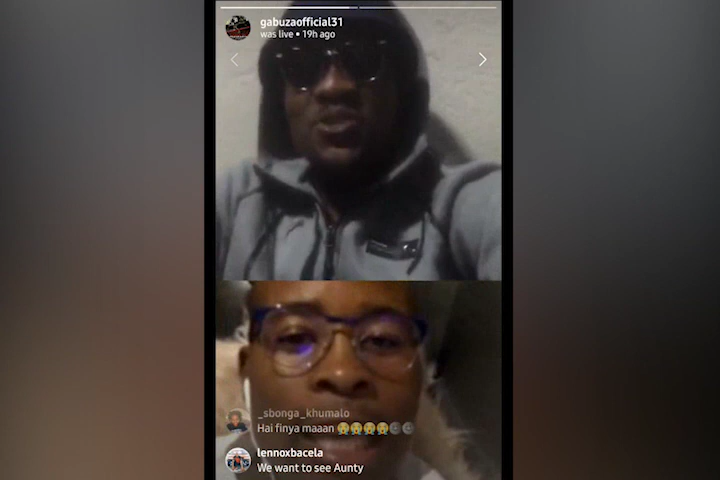 gabuzaofficial31
was live • 19h ago
_sbonga_khumalo
Hai finya maaan 😢😢😢😢🌚🌚
lennoxbacela
We want to see Aunty